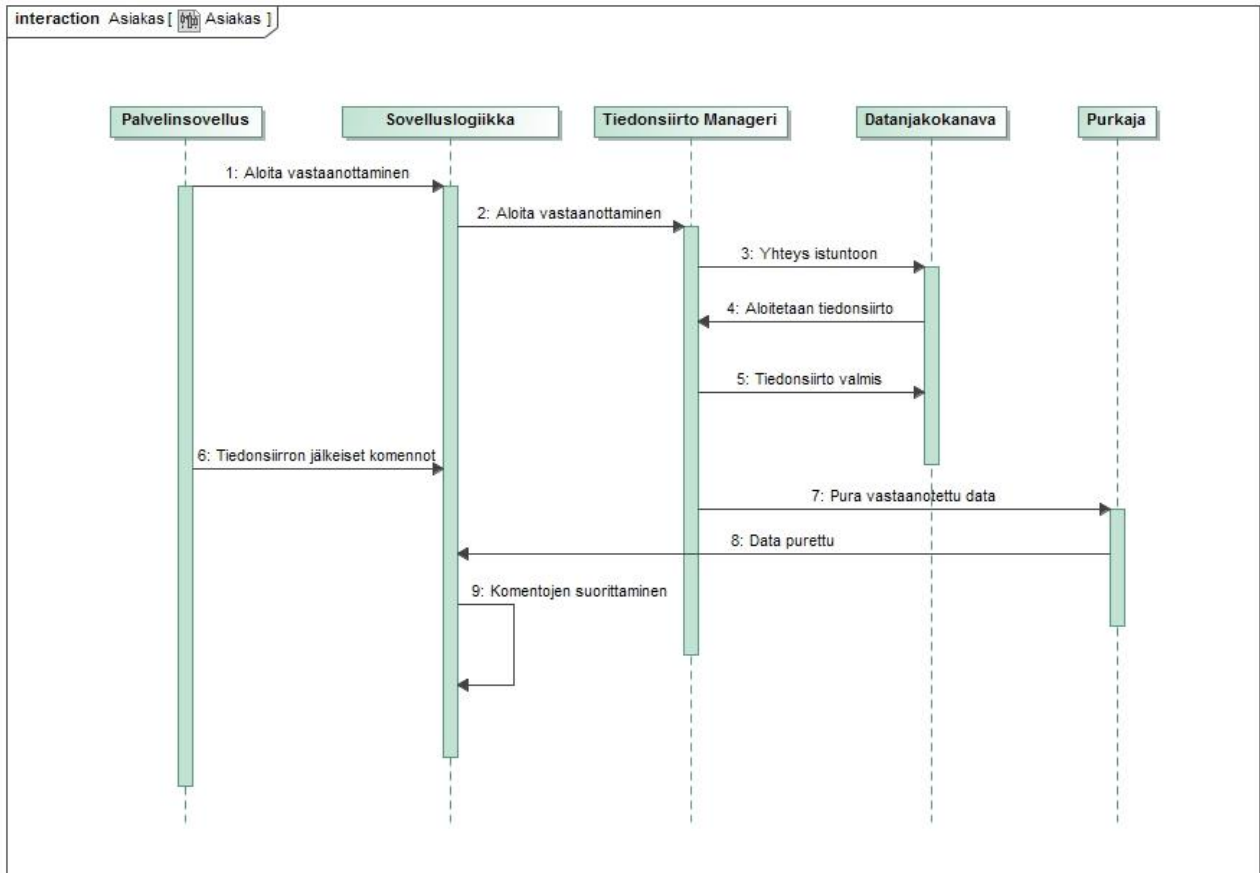 interaction Asiakas [ Asiakas ]
Palvelinsovellus
Sovelluslogiikka
Tiedonsiirto Manageri
Datanjakokanava
Purkaja
1: Aloita vastaanottaminen
2: Aloita vastaanottaminen
3: Yhteys istuntoon
4: Aloitetaan tiedonsiirto
5: Tiedonsiirto valmis
6: Tiedonsiirron jälkeiset komennot
7: Pura vastaanotettu data
8: Data purettu
9: Komentojen suorittaminen